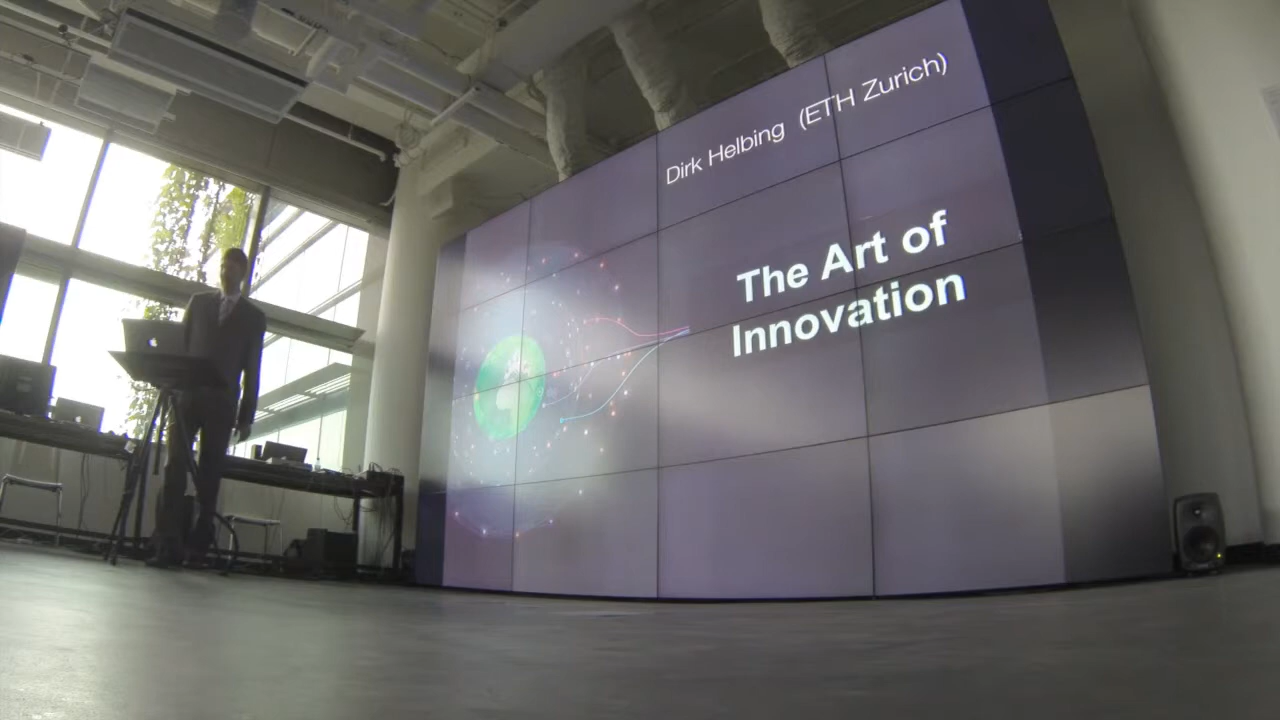 Dirk Helbing (ETH Zurich)
The Art of
Innovation